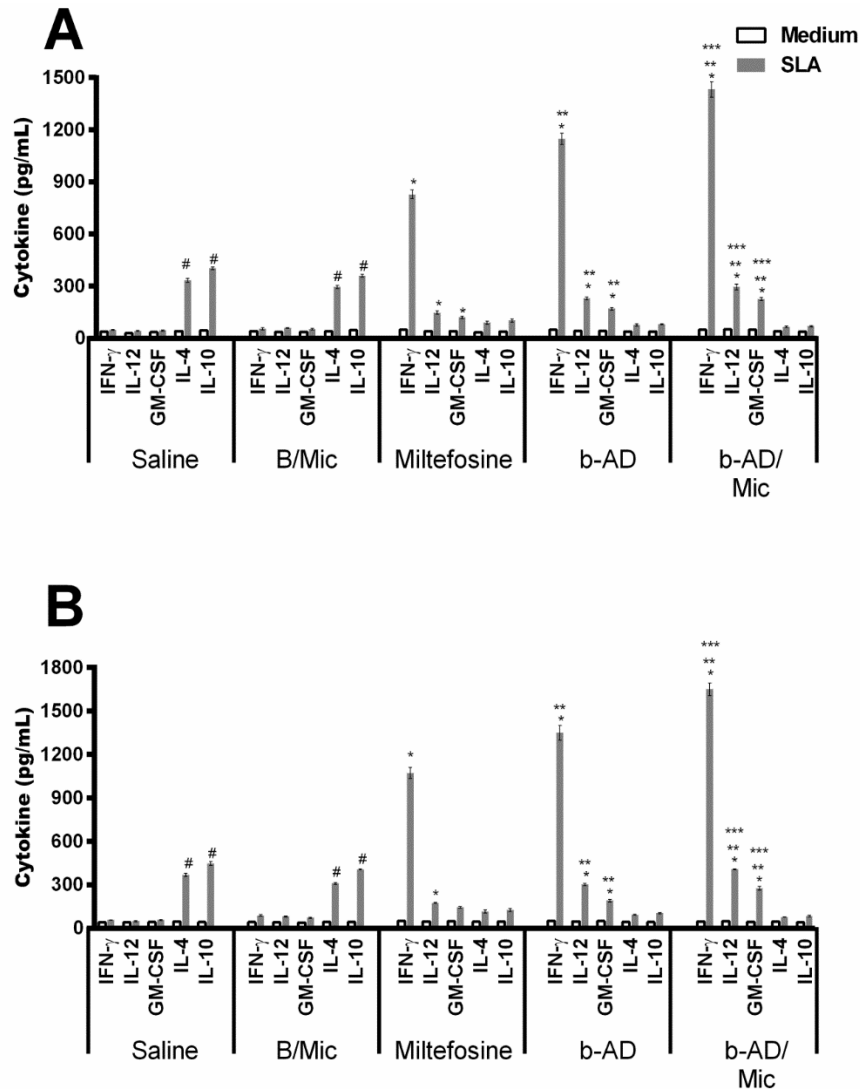 A
Medium
SLA
***
**
*
1500
1200
900
600
300
0
Cytokine (pg/mL)
# #
# #
* * *
** *
** *
** *
*** ** *
*** ** *
*** ** *
IFN-γ IL-12 GM-CSF IL-4 IL-10
IFN-γ IL-12 GM-CSF IL-4 IL-10
IFN-γ IL-12 GM-CSF IL-4 IL-10
IFN-γ IL-12 GM-CSF IL-4 IL-10
IFN-γ IL-12 GM-CSF IL-4 IL-10
Saline B/Mic Miltefosine b-AD b-AD/
Mic
B
1800
1500
1200
900
600
300
0
Cytokine (pg/mL)
# #
# #
* *
** *
** *
** *
*** ** *
*** ** *
*** ** *
IFN-γ IL-12 GM-CSF IL-4 IL-10
IFN-γ IL-12 GM-CSF IL-4 IL-10
IFN-γ IL-12 GM-CSF IL-4 IL-10
IFN-γ IL-12 GM-CSF IL-4 IL-10
IFN-γ IL-12 GM-CSF IL-4 IL-10
Saline B/Mic Miltefosine b-AD b-AD/
Mic